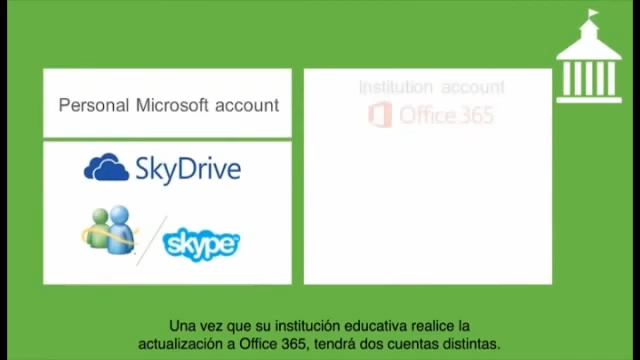 Personal Microsoft account
Institution account
Office 365
SkyDrive
skype
Una vez que su institución educativa realice la
actualización a Office 365, tendrá dos cuentas distintas.